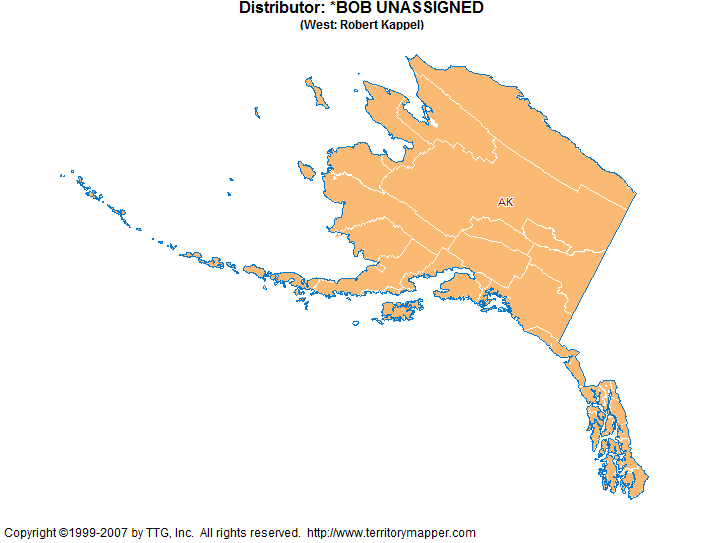 Distributor: *BOB UNASSIGNED
(West: Robert Kappel)
AK
Copyright ©1999-2007 by TTG, Inc.  All rights reserved.  http://www.territorymapper.com